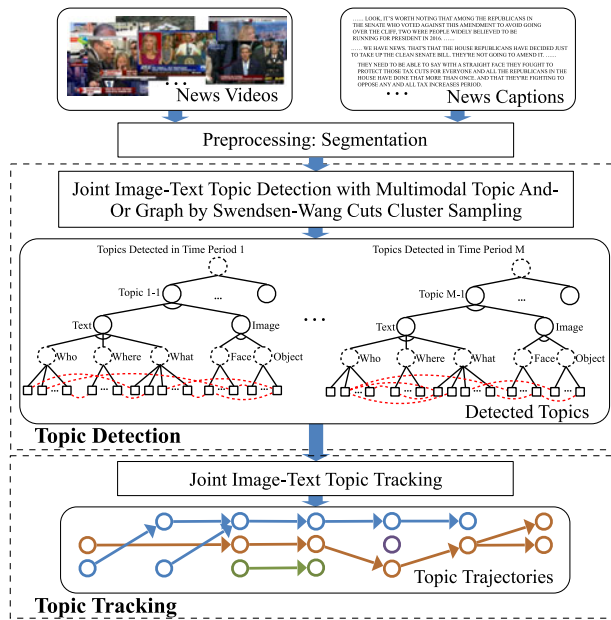 ...... LOOK, IT'S WORTH NOTING THAT AMONG THE REPUBLICANS IN
THE SENATE WHO VOTED AGAINST THIS AMENDMENT TO AVOID GOING
OVER THE CLIFF, TWO WERE PEOPLE WIDELY BELIEVED TO BE
RUNNING FOR PRESIDENT IN 2016. ......
...... WE HAVE NEWS. THAT'S THAT THE HOUSE REPUBLICANS HAVE DECIDED JUST
TO TAKE UP THE CLEAN SENATE BILL. THEY'RE NOT GOING TO AMEND IT. ......
THEY NEED TO BE ABLE TO SAY WITH A STRAIGHT FACE THEY FOUGHT TO
PROTECT THOSE TAX CUTS FOR EVERYONE AND ALL THE REPUBLICANS IN THE
HOUSE HAVE DONE THAT MORE THAN ONCE, AND THAT THEY'RE FIGHTING TO
OPPOSE ANY AND ALL TAX INCREASES PERIOD.
...
News Videos
... News Captions
Preprocessing: Segmentation
Joint Image-Text Topic Detection with Multimodal Topic And-
Or Graph by Swendsen-Wang Cuts Cluster Sampling
Topics Detected in Time Period 1
Topics Detected in Time Period M
Topic 1-1
...
Topic M-1
...
...
Text
Image
Text
Image
Who
Where
What
Face
Object
Who
Where
What
Face
Object
... ... ... ... ...
... ... ... ... ...
Detected Topics
Topic Detection
Joint Image-Text Topic Tracking
Topic Trajectories
Topic Tracking